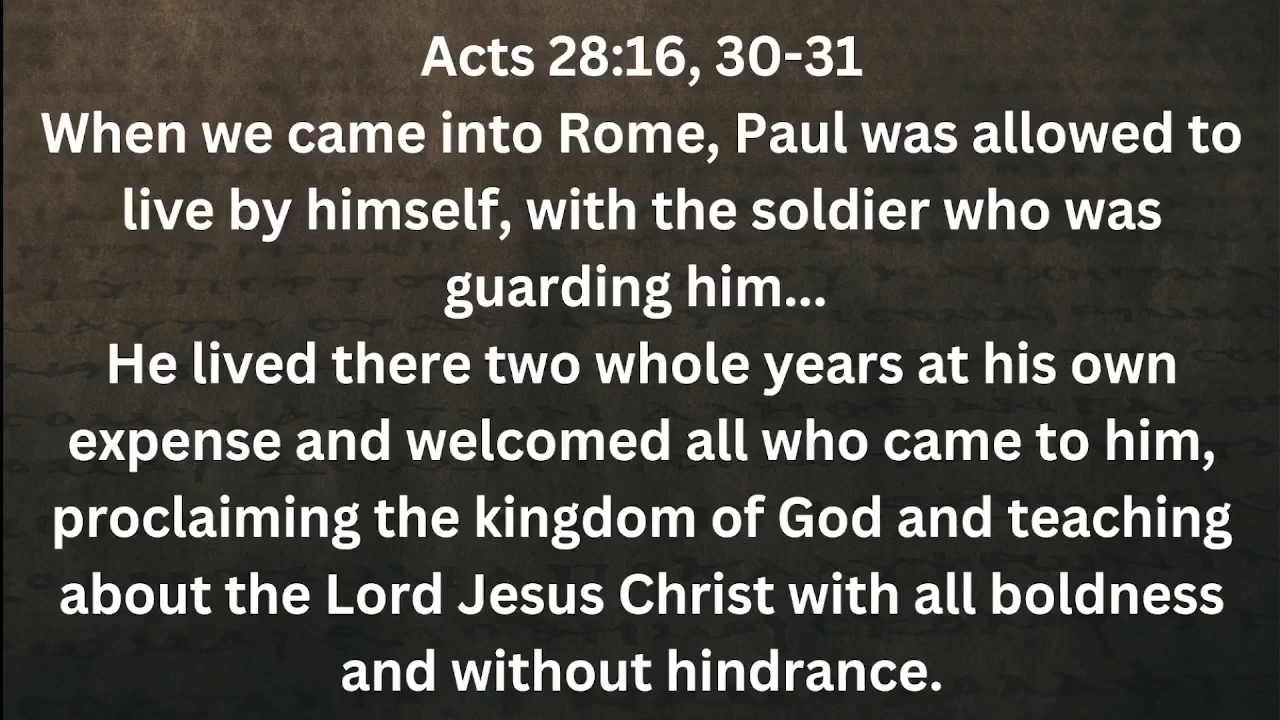 Acts 28:16, 30-31
When we came into Rome, Paul was allowed to
live by himself, with the soldier who was
guarding him...
He lived there two whole years at his own
expense and welcomed all who came to him,
proclaiming the kingdom of God and teaching
about the Lord Jesus Christ with all boldness
and without hindrance.